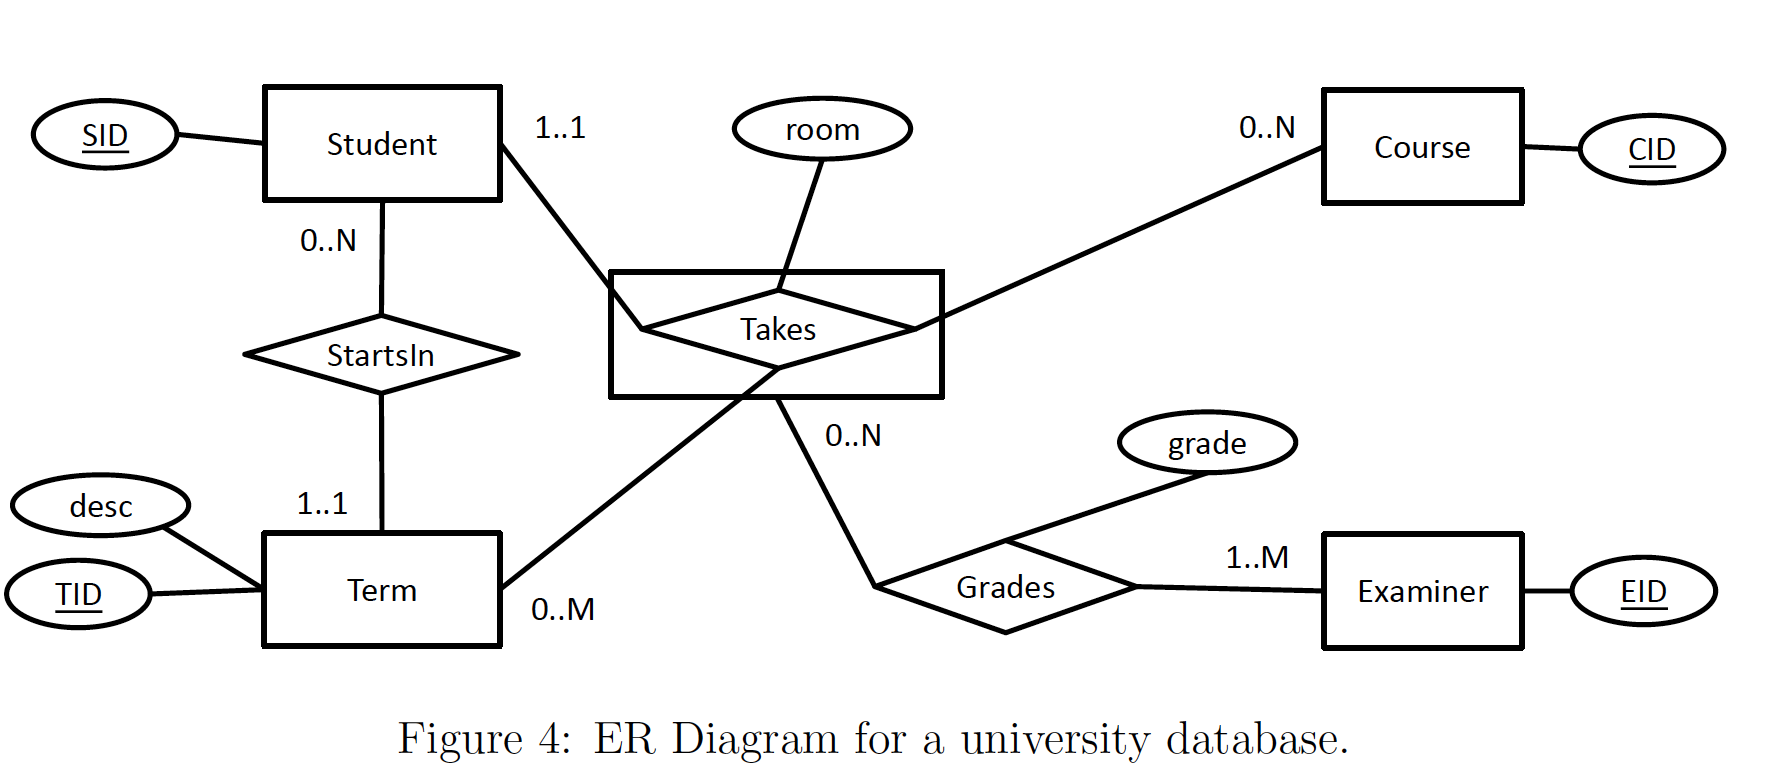 SID
Student
1..1
room
0..N
Course
CID
0..N
Takes
StartsIn
0..N
grade
desc
1..1
TID
Term
0..M
Grades
1..M
Examiner
EID
Figure 4: ER Diagram for a university database.